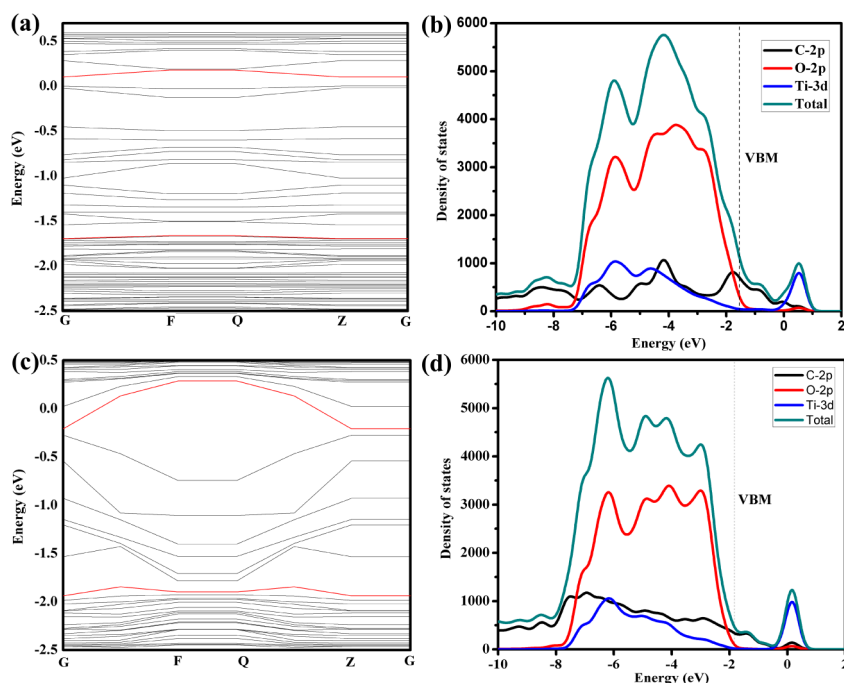 (a)
0.5
0.0
-0.5
-1.0
-1.5
-2.0
-2.5
Energy (eV)
G F Q Z G
(b)
6000
5000
4000
3000
2000
1000
0
Density of states
C-2p
O-2p
Ti-3d
Total
VBM
-10 -8 -6 -4 -2 0 2
Energy (eV)
(c)
0.5
0.0
-0.5
-1.0
-1.5
-2.0
-2.5
Energy (eV)
G F Q Z G
(d)
6000
5000
4000
3000
2000
1000
0
Density of states
C-2p
O-2p
Ti-3d
Total
VBM
-10 -8 -6 -4 -2 0 2
Energy (eV)